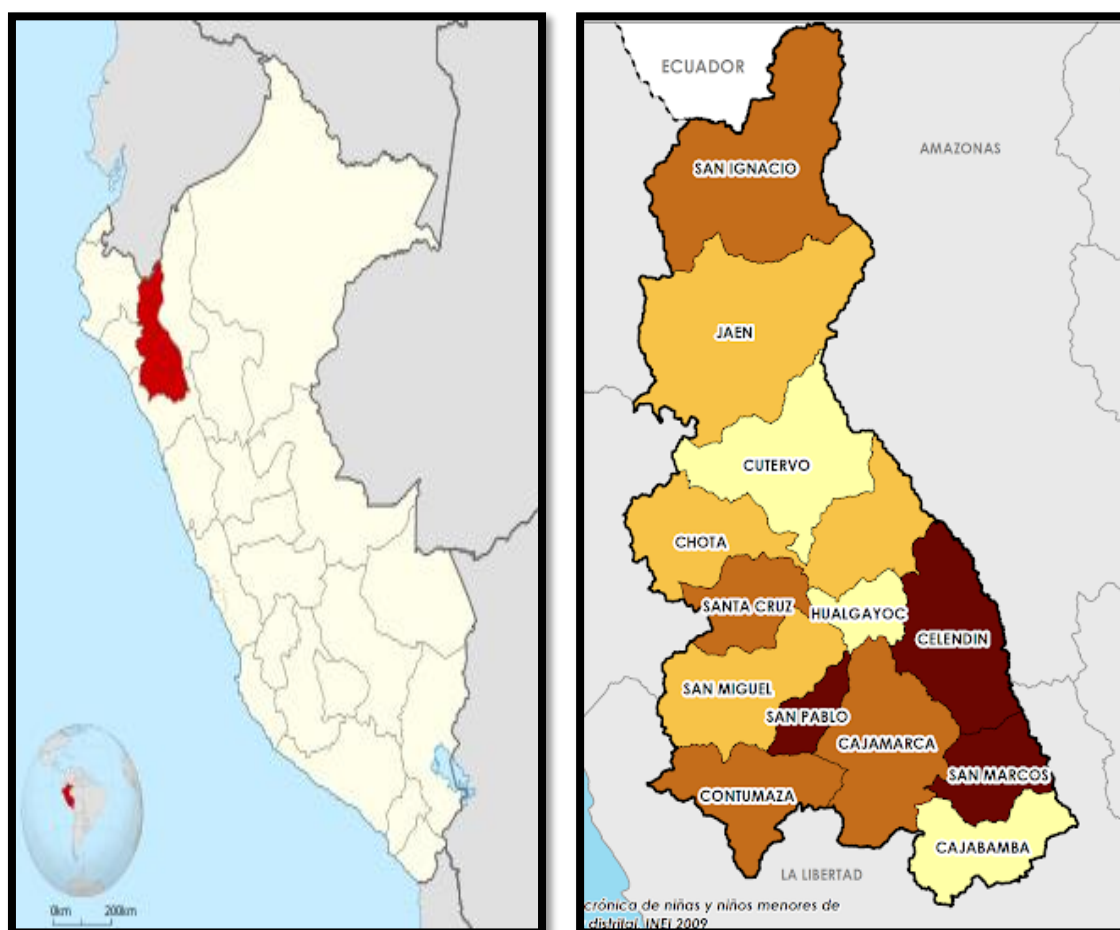 0km 200km
ECUADOR
AMAZONAS
SAN IGNACIO
JAEN
CUTERVO
CHOTA
SANTA CRUZ
HUALGAYOC
CELENDIN
SAN MIGUEL
SAN PABLO
CAJAMARCA
SAN MARCOS
CONTUMAZA
CAJABAMBA
LA LIBERTAD
crónica de niñas y niños menores de
distrital. INEI 2009